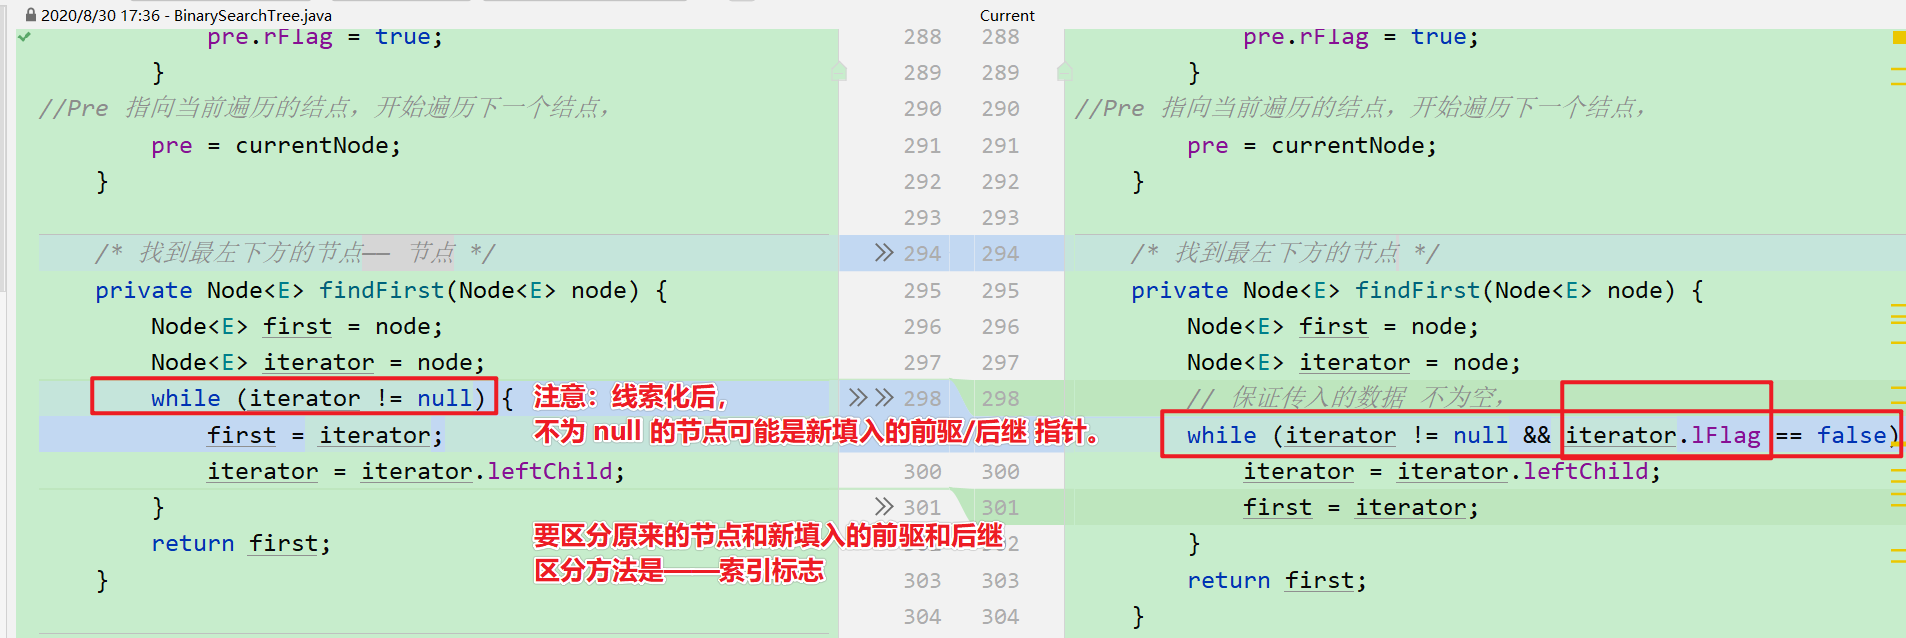 2020/8/30 17:36 - BinarySearchTree.java
Current
pre.rFlag = true;
288 288
pre.rFlag = true;
}
289 289
}
//Pre 指向当前遍历的结点，开始遍历下一个结点，
290 290
//Pre 指向当前遍历的结点，开始遍历下一个结点，
pre = currentNode;
291 291
pre = currentNode;
}
292 292
}
293 293
/* 找到最左下方的节点—— 节点 */
>> 294 294
/* 找到最左下方的节点 */
private Node<E> findFirst(Node<E> node) {
295 295
private Node<E> findFirst(Node<E> node) {
Node<E> first = node;
296 296
Node<E> first = node;
Node<E> iterator = node;
297 297
Node<E> iterator = node;
while (iterator != null) {
注意：线索化后，
>> >> 298 298
// 保证传入的数据 不为空，
first = iterator;
不为 null 的节点可能是新填入的前驱/后继 指针。
while (iterator != null && iterator.lFlag == false)
iterator = iterator.leftChild;
300 300
iterator = iterator.leftChild;
}
>> 301 301
first = iterator;
要区分原来的节点和新填入的前驱和后继
return first;
}
区分方法是——索引标志
}
303 303
return first;
304 304
}